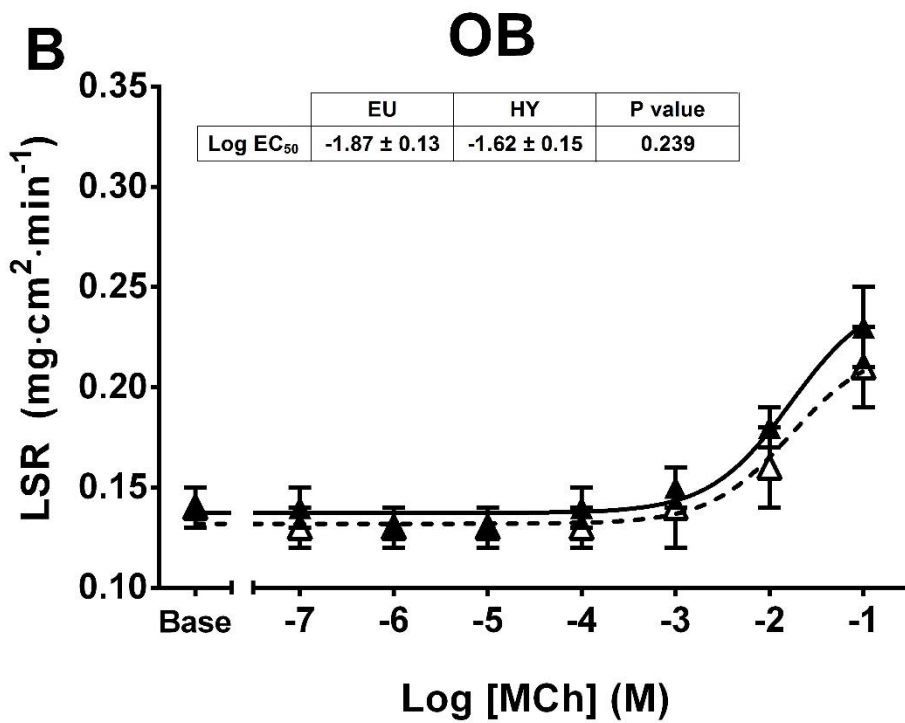 B
OB
EU HY P value
Log EC₅₀ -1.87 ± 0.13 -1.62 ± 0.15 0.239
LSR (mg·cm²·min⁻¹)
0.35
0.30
0.25
0.20
0.15
0.10
Base -7 -6 -5 -4 -3 -2 -1
Log [MCh] (M)